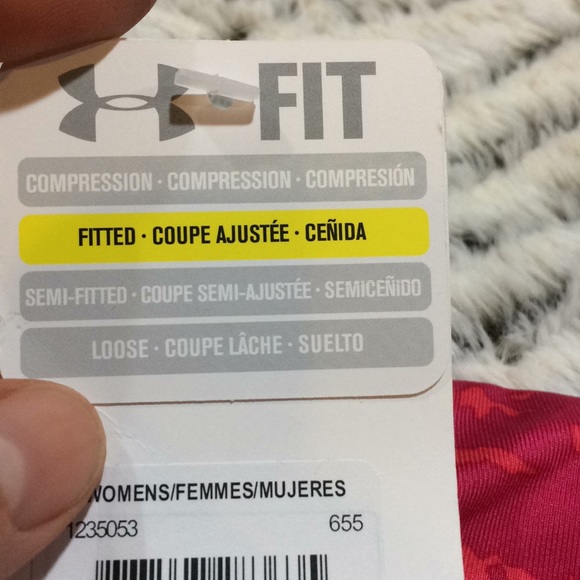 FIT
COMPRESSION · COMPRESSION · COMPRESIÓN
FITTED · COUPE AJUSTÉE · CEÑIDA
SEMI-FITTED · COUPE SEMI-AJUSTÉE · SEMICEÑIDO
LOOSE · COUPE LÂCHE · SUELTO
WOMENS/FEMMES/MUJERES
1235053 655